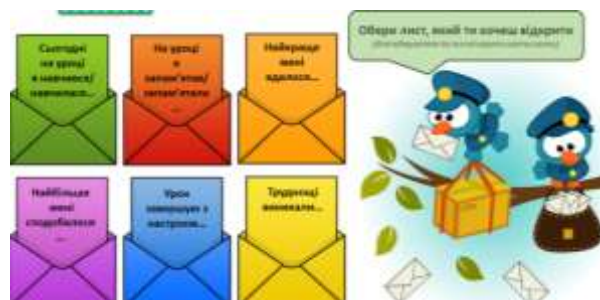 Сьогодні
на уроці
я навчився/
навчилася...
На уроці
я
запам'ятав/
запам'ятала
...
Найкраще
мені
вдалося...
Обери лист, який ти хочеш відкрити
Найбільше
мені
сподобалося
...
Урок
завершую з
настроєм...
Труднощі
виникали...